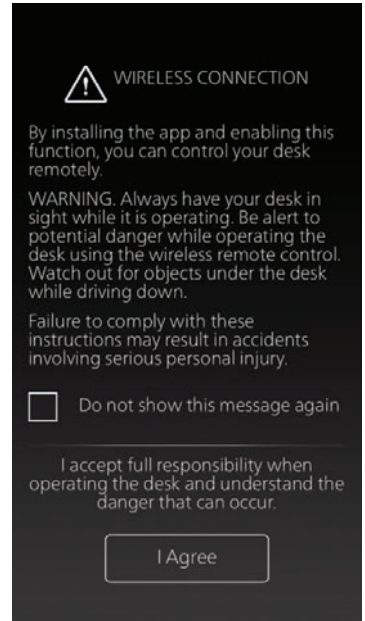 WIRELESS CONNECTION
By installing the app and enabling this
function, you can control your desk
remotely.
WARNING. Always have your desk in
sight while it is operating. Be alert to
potential danger while operating the
desk using the wireless remote control.
Watch out for objects under the desk
while driving down.
Failure to comply with these
instructions may result in accidents
involving serious personal injury.
Do not show this message again
I accept full responsibility when
operating the desk and understand the
danger that can occur.
I Agree